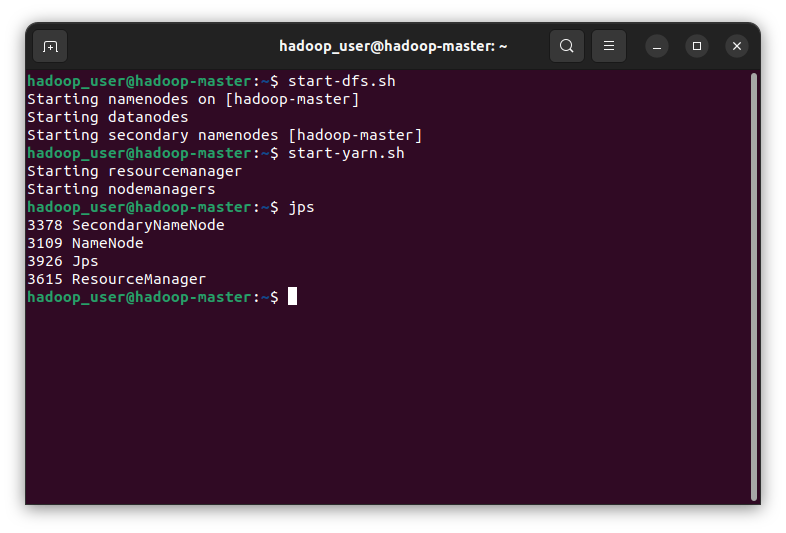 hadoop_user@hadoop-master: ~
hadoop_user@hadoop-master:~$ start-dfs.sh
Starting namenodes on [hadoop-master]
Starting datanodes
Starting secondary namenodes [hadoop-master]
hadoop_user@hadoop-master:~$ start-yarn.sh
Starting resourcemanager
Starting nodemanagers
hadoop_user@hadoop-master:~$ jps
3378 SecondaryNameNode
3109 NameNode
3926 Jps
3615 ResourceManager
hadoop_user@hadoop-master:~$